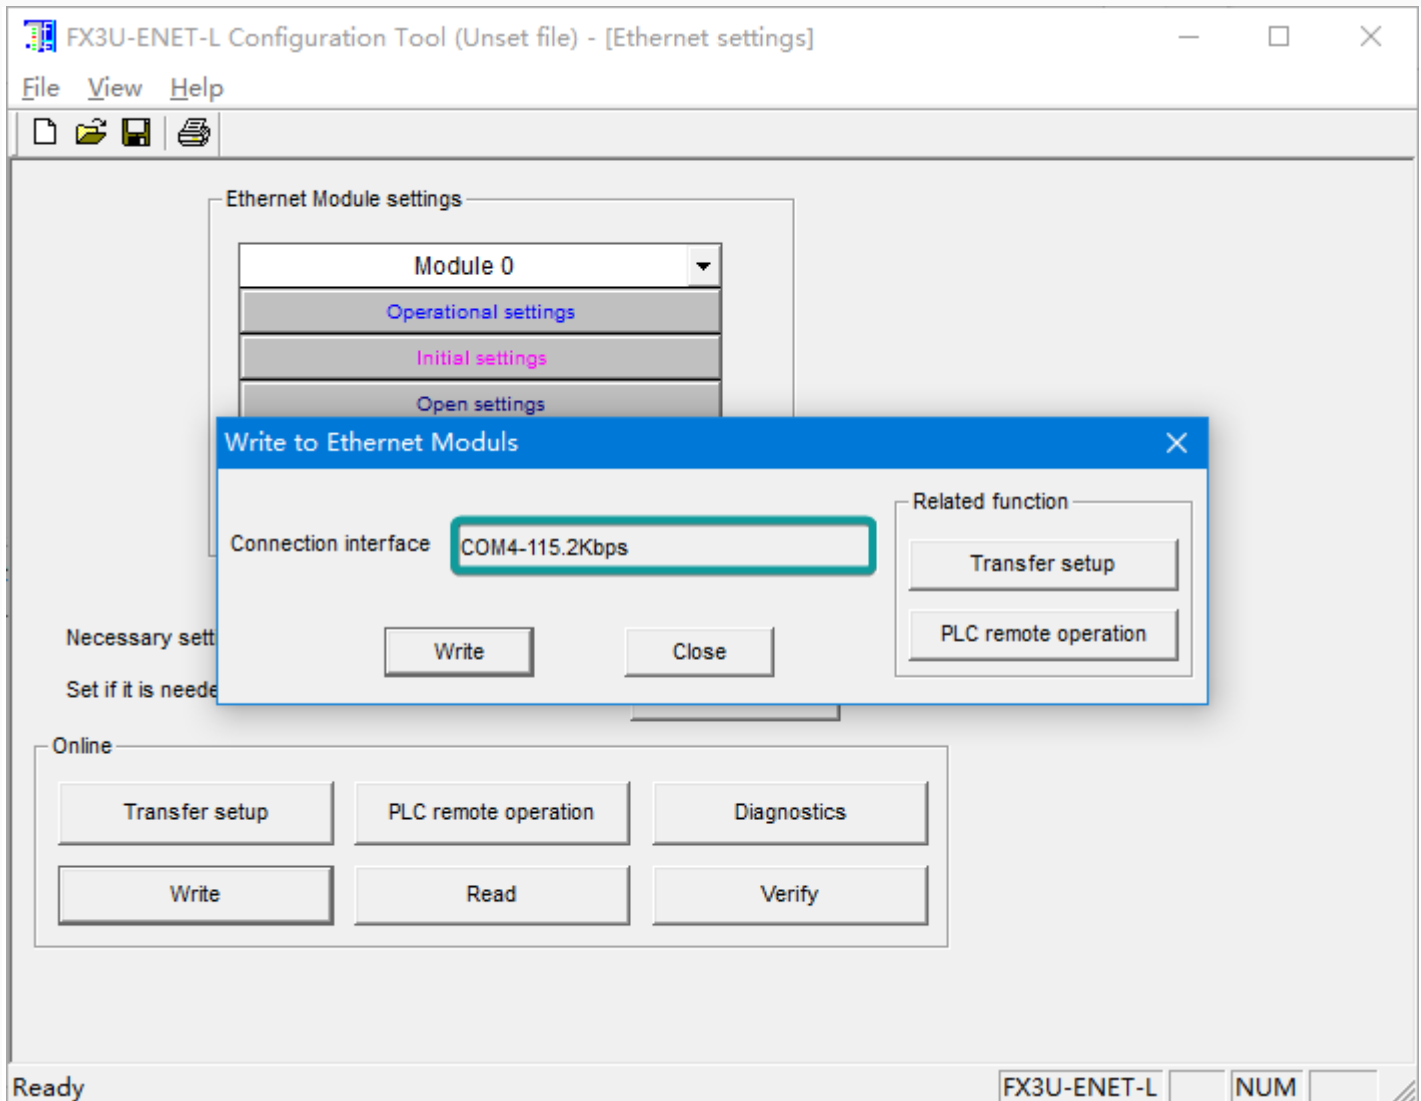 FX3U-ENET-L Configuration Tool (Unset file) - [Ethernet settings]
File View Help
Ethernet Module settings
Module 0
Operational settings
Initial settings
Open settings
Write to Ethernet Moduls
Connection interface COM4-115.2Kbps
Related function
Transfer setup
PLC remote operation
Write Close
Necessary sett
Set if it is neede
Online
Transfer setup PLC remote operation Diagnostics
Write Read Verify
Ready FX3U-ENET-L NUM